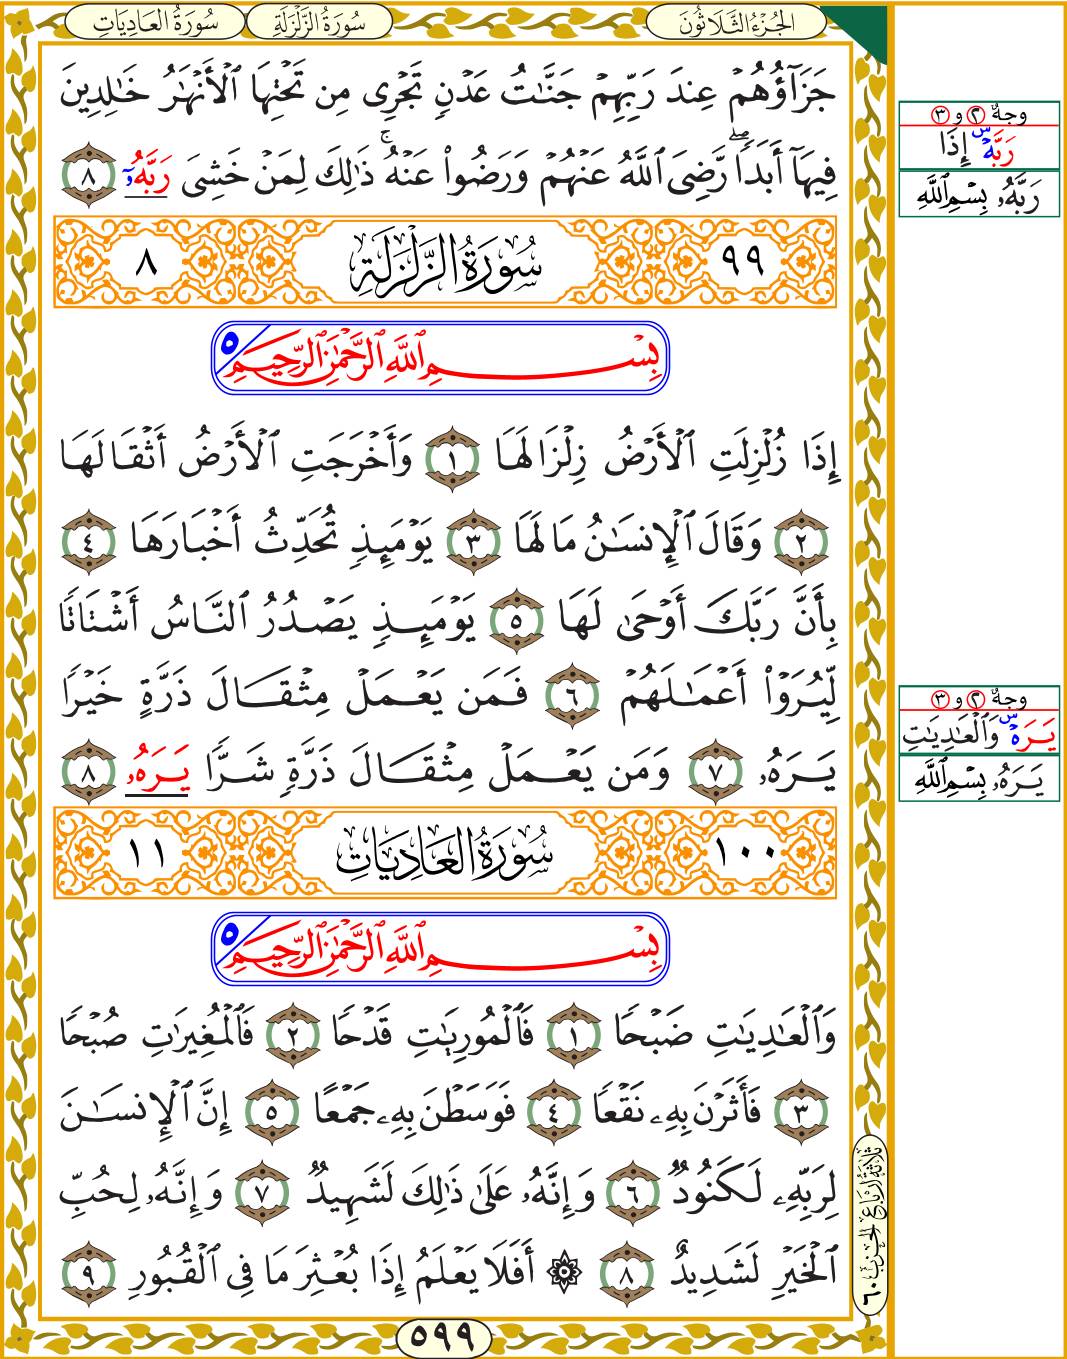 الجُزْءُ الثَّلَاثُونَ
سُورَةُ الزَّلْزَلَةِ
سُورَةُ العَادِيَاتِ
جَزَآؤُهُمْ عِندَ رَبِّهِمْ جَنَّٰتُ عَدْنٍ تَجْرِى مِن تَحْتِهَا ٱلْأَنْهَٰرُ خَٰلِدِينَ
فِيهَآ أَبَدًا ۖ رَّضِىَ ٱللَّهُ عَنْهُمْ وَرَضُوا۟ عَنْهُ ۚ ذَٰلِكَ لِمَنْ خَشِىَ رَبَّهُۥ ٨
٩٩ سُورَةُ الزَّلْزَلَةِ ٨
بِسْمِ ٱللَّهِ ٱلرَّحْمَٰنِ ٱلرَّحِيمِ ٥
إِذَا زُلْزِلَتِ ٱلْأَرْضُ زِلْزَالَهَا ١ وَأَخْرَجَتِ ٱلْأَرْضُ أَثْقَالَهَا
٢ وَقَالَ ٱلْإِنسَٰنُ مَا لَهَا ٣ يَوْمَئِذٍ تُحَدِّثُ أَخْبَارَهَا ٤
بِأَنَّ رَبَّكَ أَوْحَىٰ لَهَا ٥ يَوْمَئِذٍ يَصْدُرُ ٱلنَّاسُ أَشْتَاتًا
لِّيُرَوْا۟ أَعْمَٰلَهُمْ ٦ فَمَن يَعْمَلْ مِثْقَالَ ذَرَّةٍ خَيْرًا
يَرَهُۥ ٧ وَمَن يَعْمَلْ مِثْقَالَ ذَرَّةٍ شَرًّا يَرَهُۥ ٨
١٠٠ سُورَةُ العَادِيَاتِ ١١
بِسْمِ ٱللَّهِ ٱلرَّحْمَٰنِ ٱلرَّحِيمِ ٥
وَٱلْعَٰدِيَٰتِ ضَبْحًا ١ فَٱلْمُورِيَٰتِ قَدْحًا ٢ فَٱلْمُغِيرَٰتِ صُبْحًا
٣ فَأَثَرْنَ بِهِۦ نَقْعًا ٤ فَوَسَطْنَ بِهِۦ جَمْعًا ٥ إِنَّ ٱلْإِنسَٰنَ
لِرَبِّهِۦ لَكَنُودٌ ٦ وَإِنَّهُۥ عَلَىٰ ذَٰلِكَ لَشَهِيدٌ ٧ وَإِنَّهُۥ لِحُبِّ
ٱلْخَيْرِ لَشَدِيدٌ ٨ ۞ أَفَلَا يَعْلَمُ إِذَا بُعْثِرَ مَا فِى ٱلْقُبُورِ ٩
٥٩٩
ثلاثة أرباع الحزب ٦٠
وجهٌ ٢ و ٣
رَبَّهُۥ س إِذَا
رَبَّهُۥ بِسْمِ ٱللَّهِ
وجهٌ ٢ و ٣
يَرَهُۥ س وَٱلْعَٰدِيَٰتِ
يَرَهُۥ بِسْمِ ٱللَّهِ